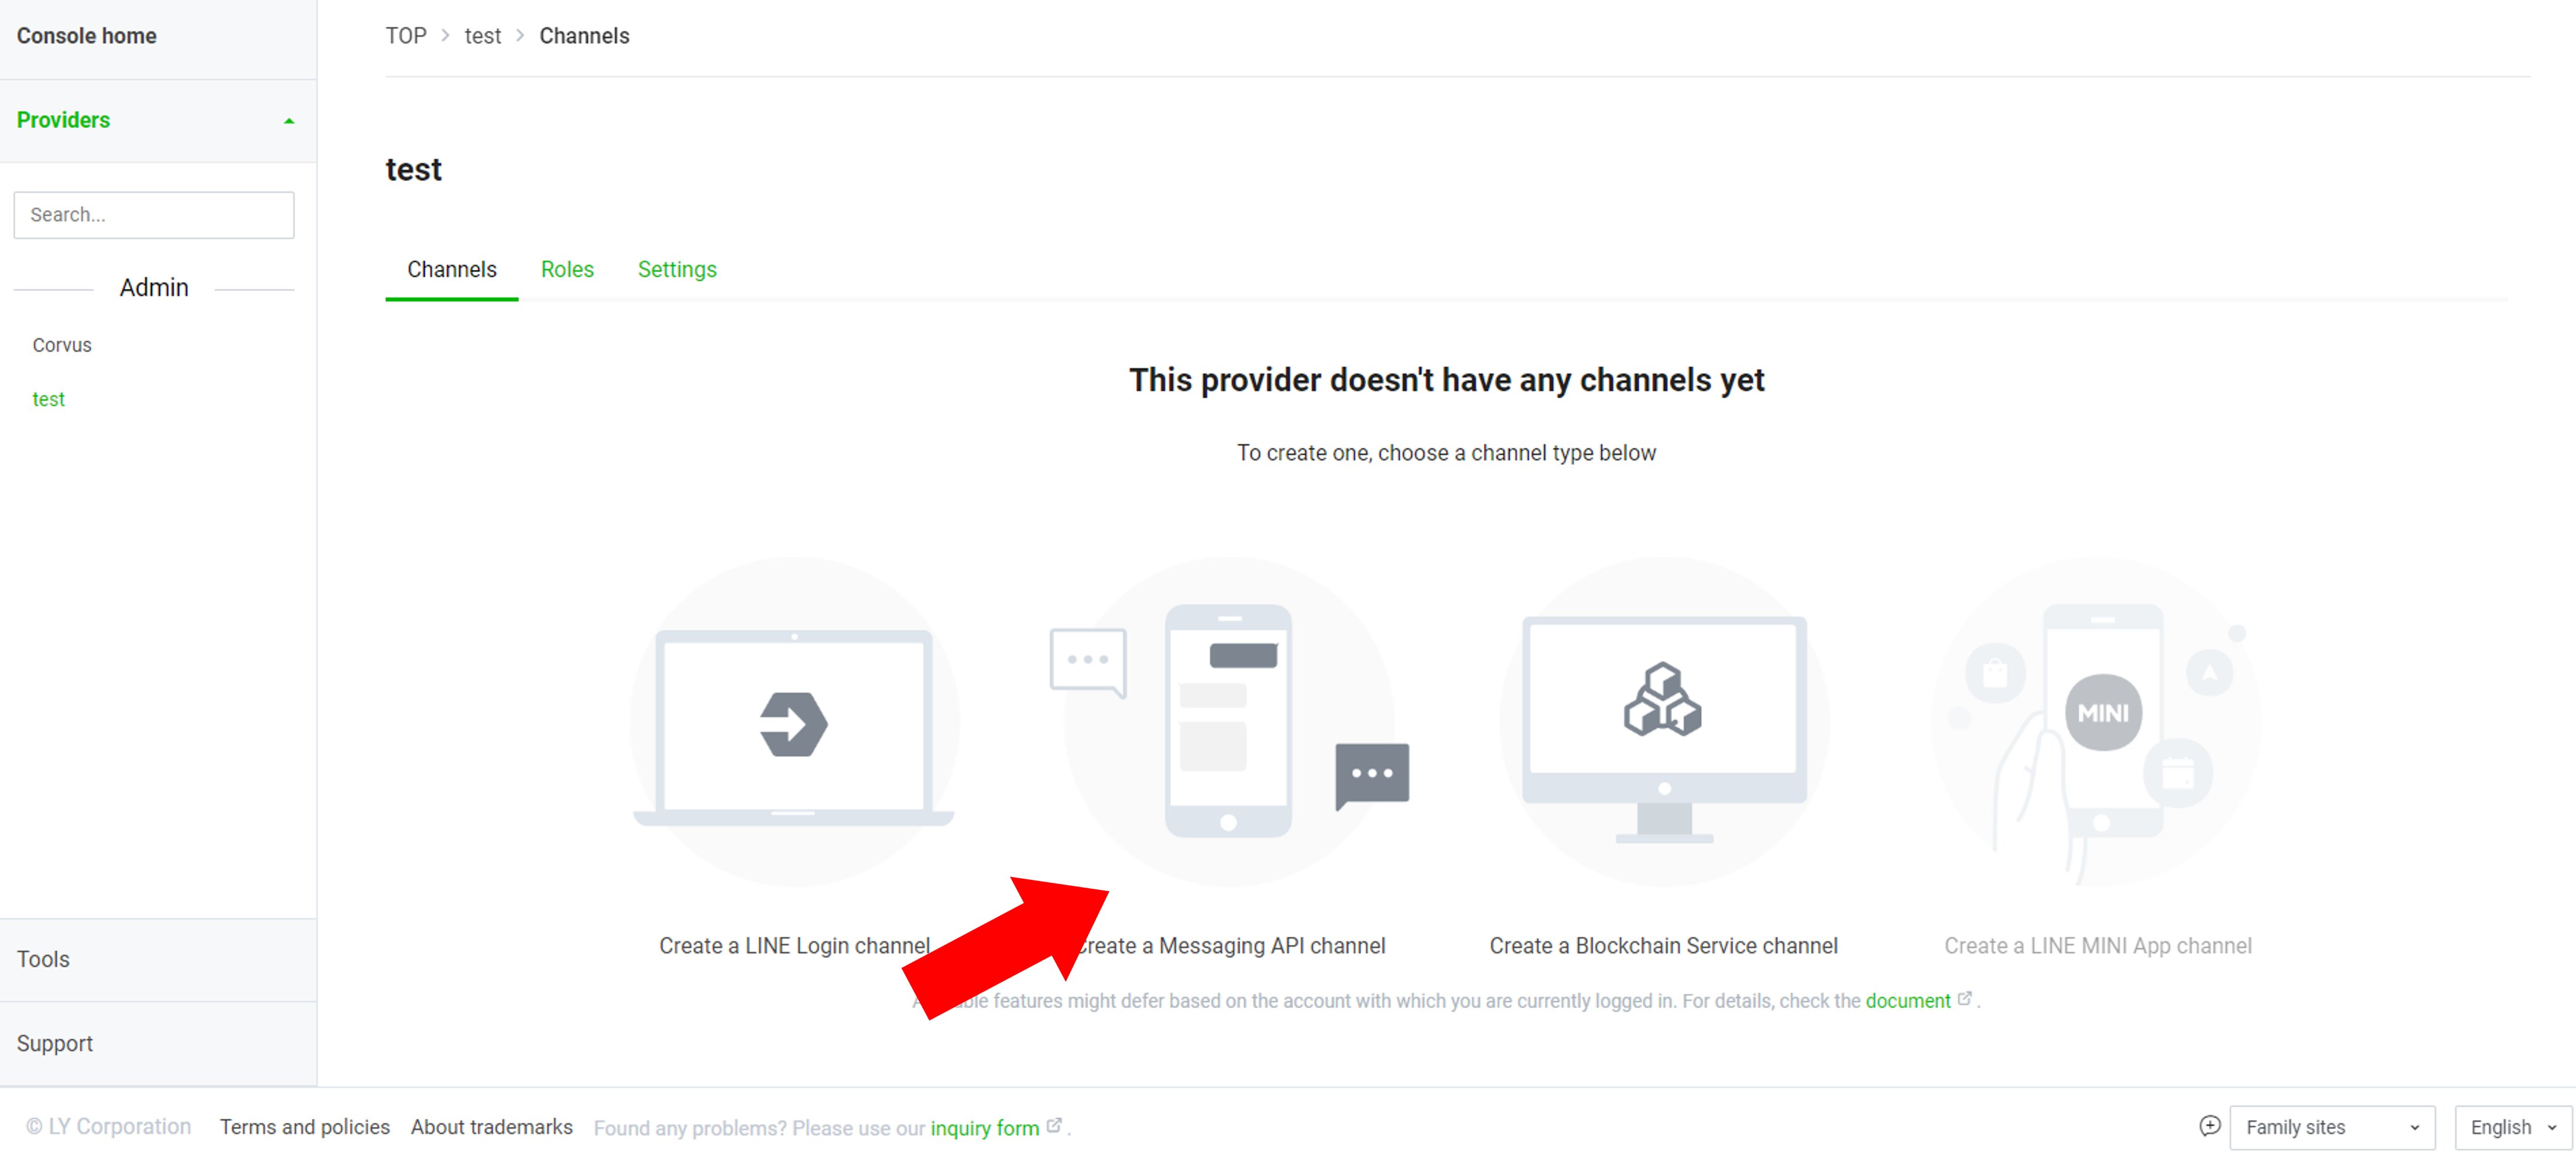 Console home
TOP > test > Channels
Providers
test
Search...
Channels Roles Settings
Admin
Corvus
test
This provider doesn't have any channels yet
To create one, choose a channel type below
MINI
Create a LINE Login channel
Create a Messaging API channel
Create a Blockchain Service channel
Create a LINE MINI App channel
features might defer based on the account with which you are currently logged in. For details, check the document .
Tools
Support
© LY Corporation Terms and policies About trademarks Found any problems? Please use our inquiry form . Family sites English